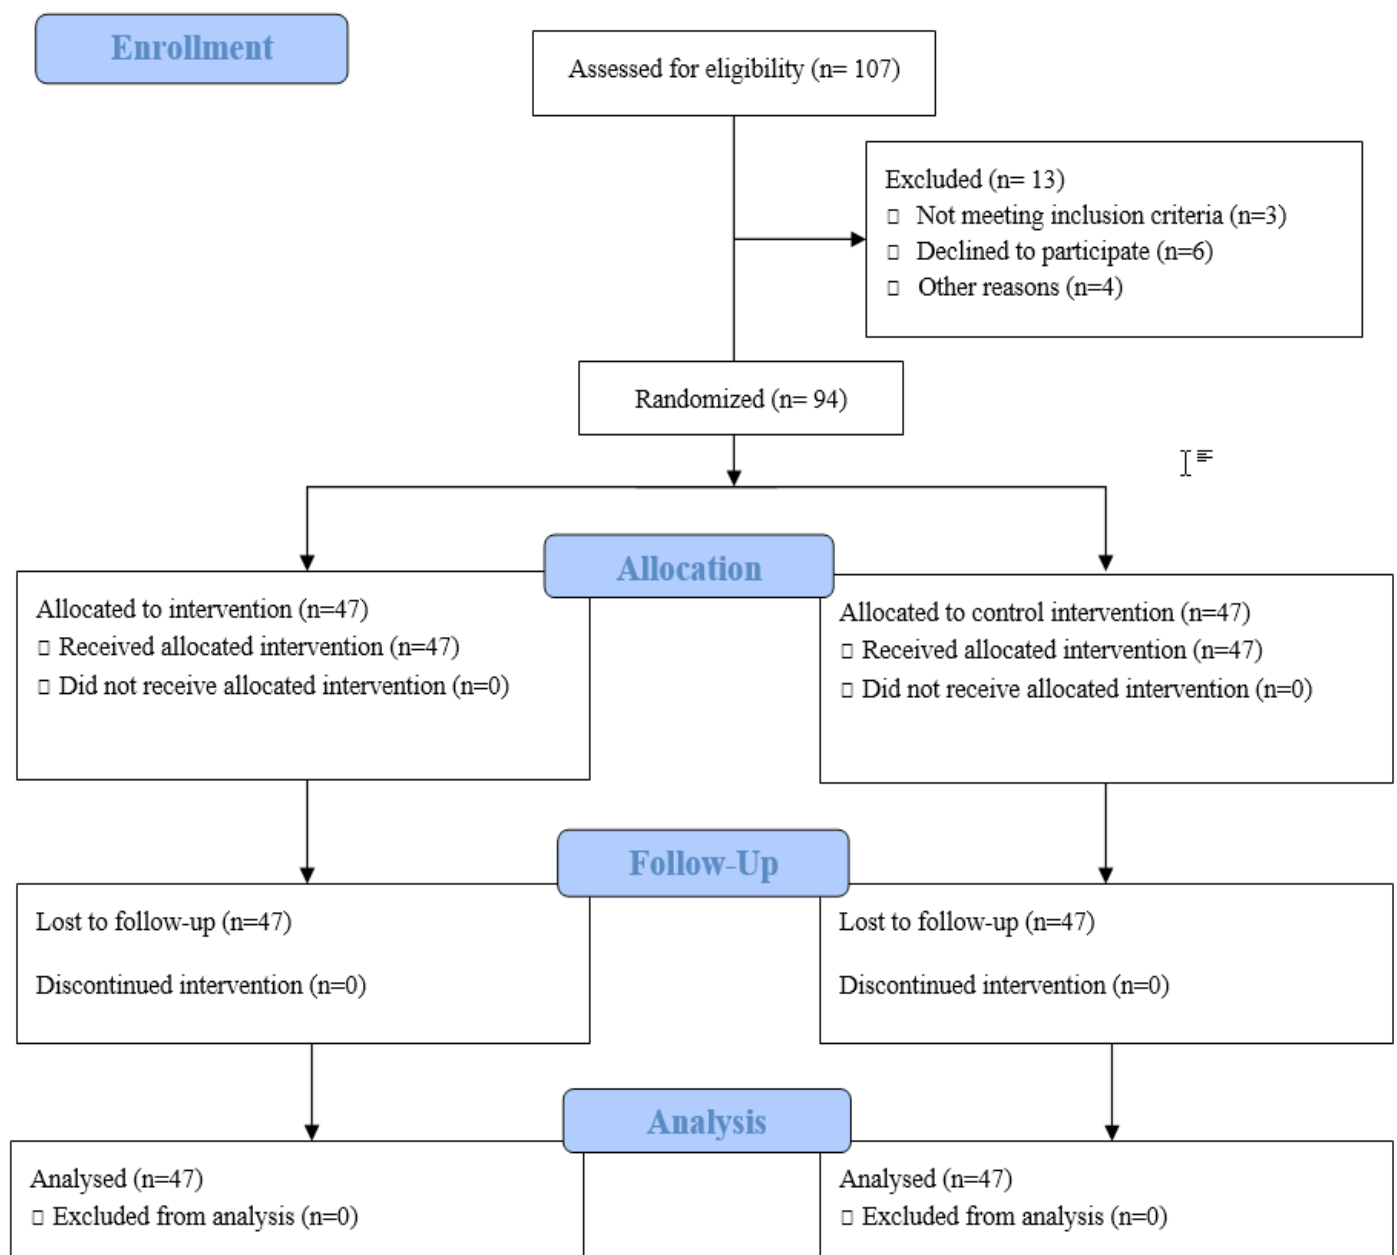 Enrollment
Assessed for eligibility (n= 107)
Excluded (n= 13)
Not meeting inclusion criteria (n=3)
Declined to participate (n=6)
Other reasons (n=4)
Randomized (n= 94)
Allocation
Allocated to intervention (n=47)
Received allocated intervention (n=47)
Did not receive allocated intervention (n=0)
Allocated to control intervention (n=47)
Received allocated intervention (n=47)
Did not receive allocated intervention (n=0)
Follow-Up
Lost to follow-up (n=47)
Discontinued intervention (n=0)
Lost to follow-up (n=47)
Discontinued intervention (n=0)
Analysis
Analysed (n=47)
Excluded from analysis (n=0)
Analysed (n=47)
Excluded from analysis (n=0)